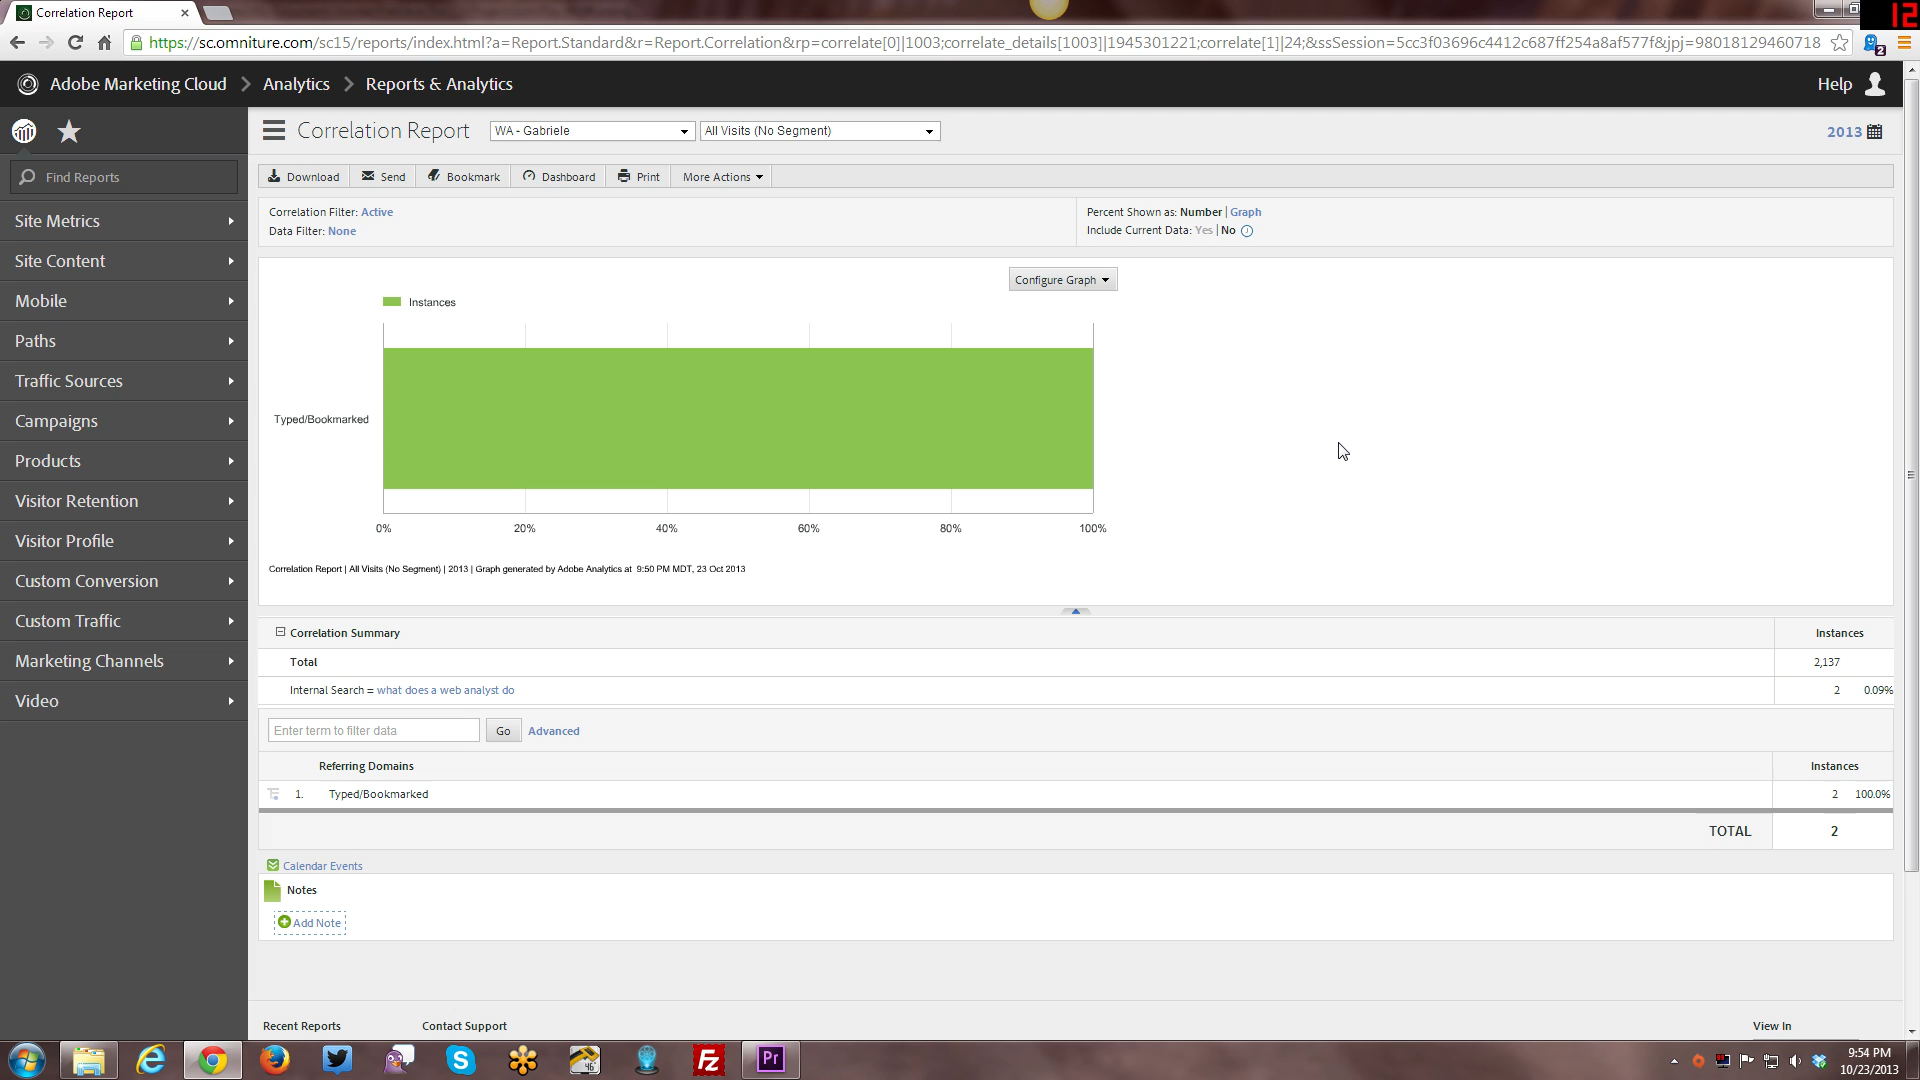 Correlation Report
12
https://sc.omniture.com/sc15/reports/index.html?a=Report.Standard&r=Report.Correlation&rp=correlate[0]|1003;correlate_details[1003]|1945301221;correlate[1]|24;&ssSession=5cc3f03696c4412c687ff254a8af577f&jpj=98018129460718
2
Adobe Marketing Cloud Analytics Reports & Analytics
Help
Correlation Report
WA - Gabriele
All Visits (No Segment)
2013
Find Reports
Site Metrics
Site Content
Mobile
Paths
Traffic Sources
Campaigns
Products
Visitor Retention
Visitor Profile
Custom Conversion
Custom Traffic
Marketing Channels
Video
Download Send Bookmark Dashboard Print More Actions
Correlation Filter: Active
Data Filter: None
Percent Shown as: Number | Graph
Include Current Data: Yes | No
Configure Graph
Instances
Typed/Bookmarked
0% 20% 40% 60% 80% 100%
Correlation Report | All Visits (No Segment) | 2013 | Graph generated by Adobe Analytics at 9:50 PM MDT, 23 Oct 2013
Correlation Summary Instances
Total 2,137
Internal Search = what does a web analyst do 2 0.09%
Enter term to filter data Go Advanced
Referring Domains Instances
1. Typed/Bookmarked 2 100.0%
TOTAL 2
Calendar Events
Notes
Add Note
Recent Reports Contact Support View In
Pr
Fz
46
9:54 PM
10/23/2013